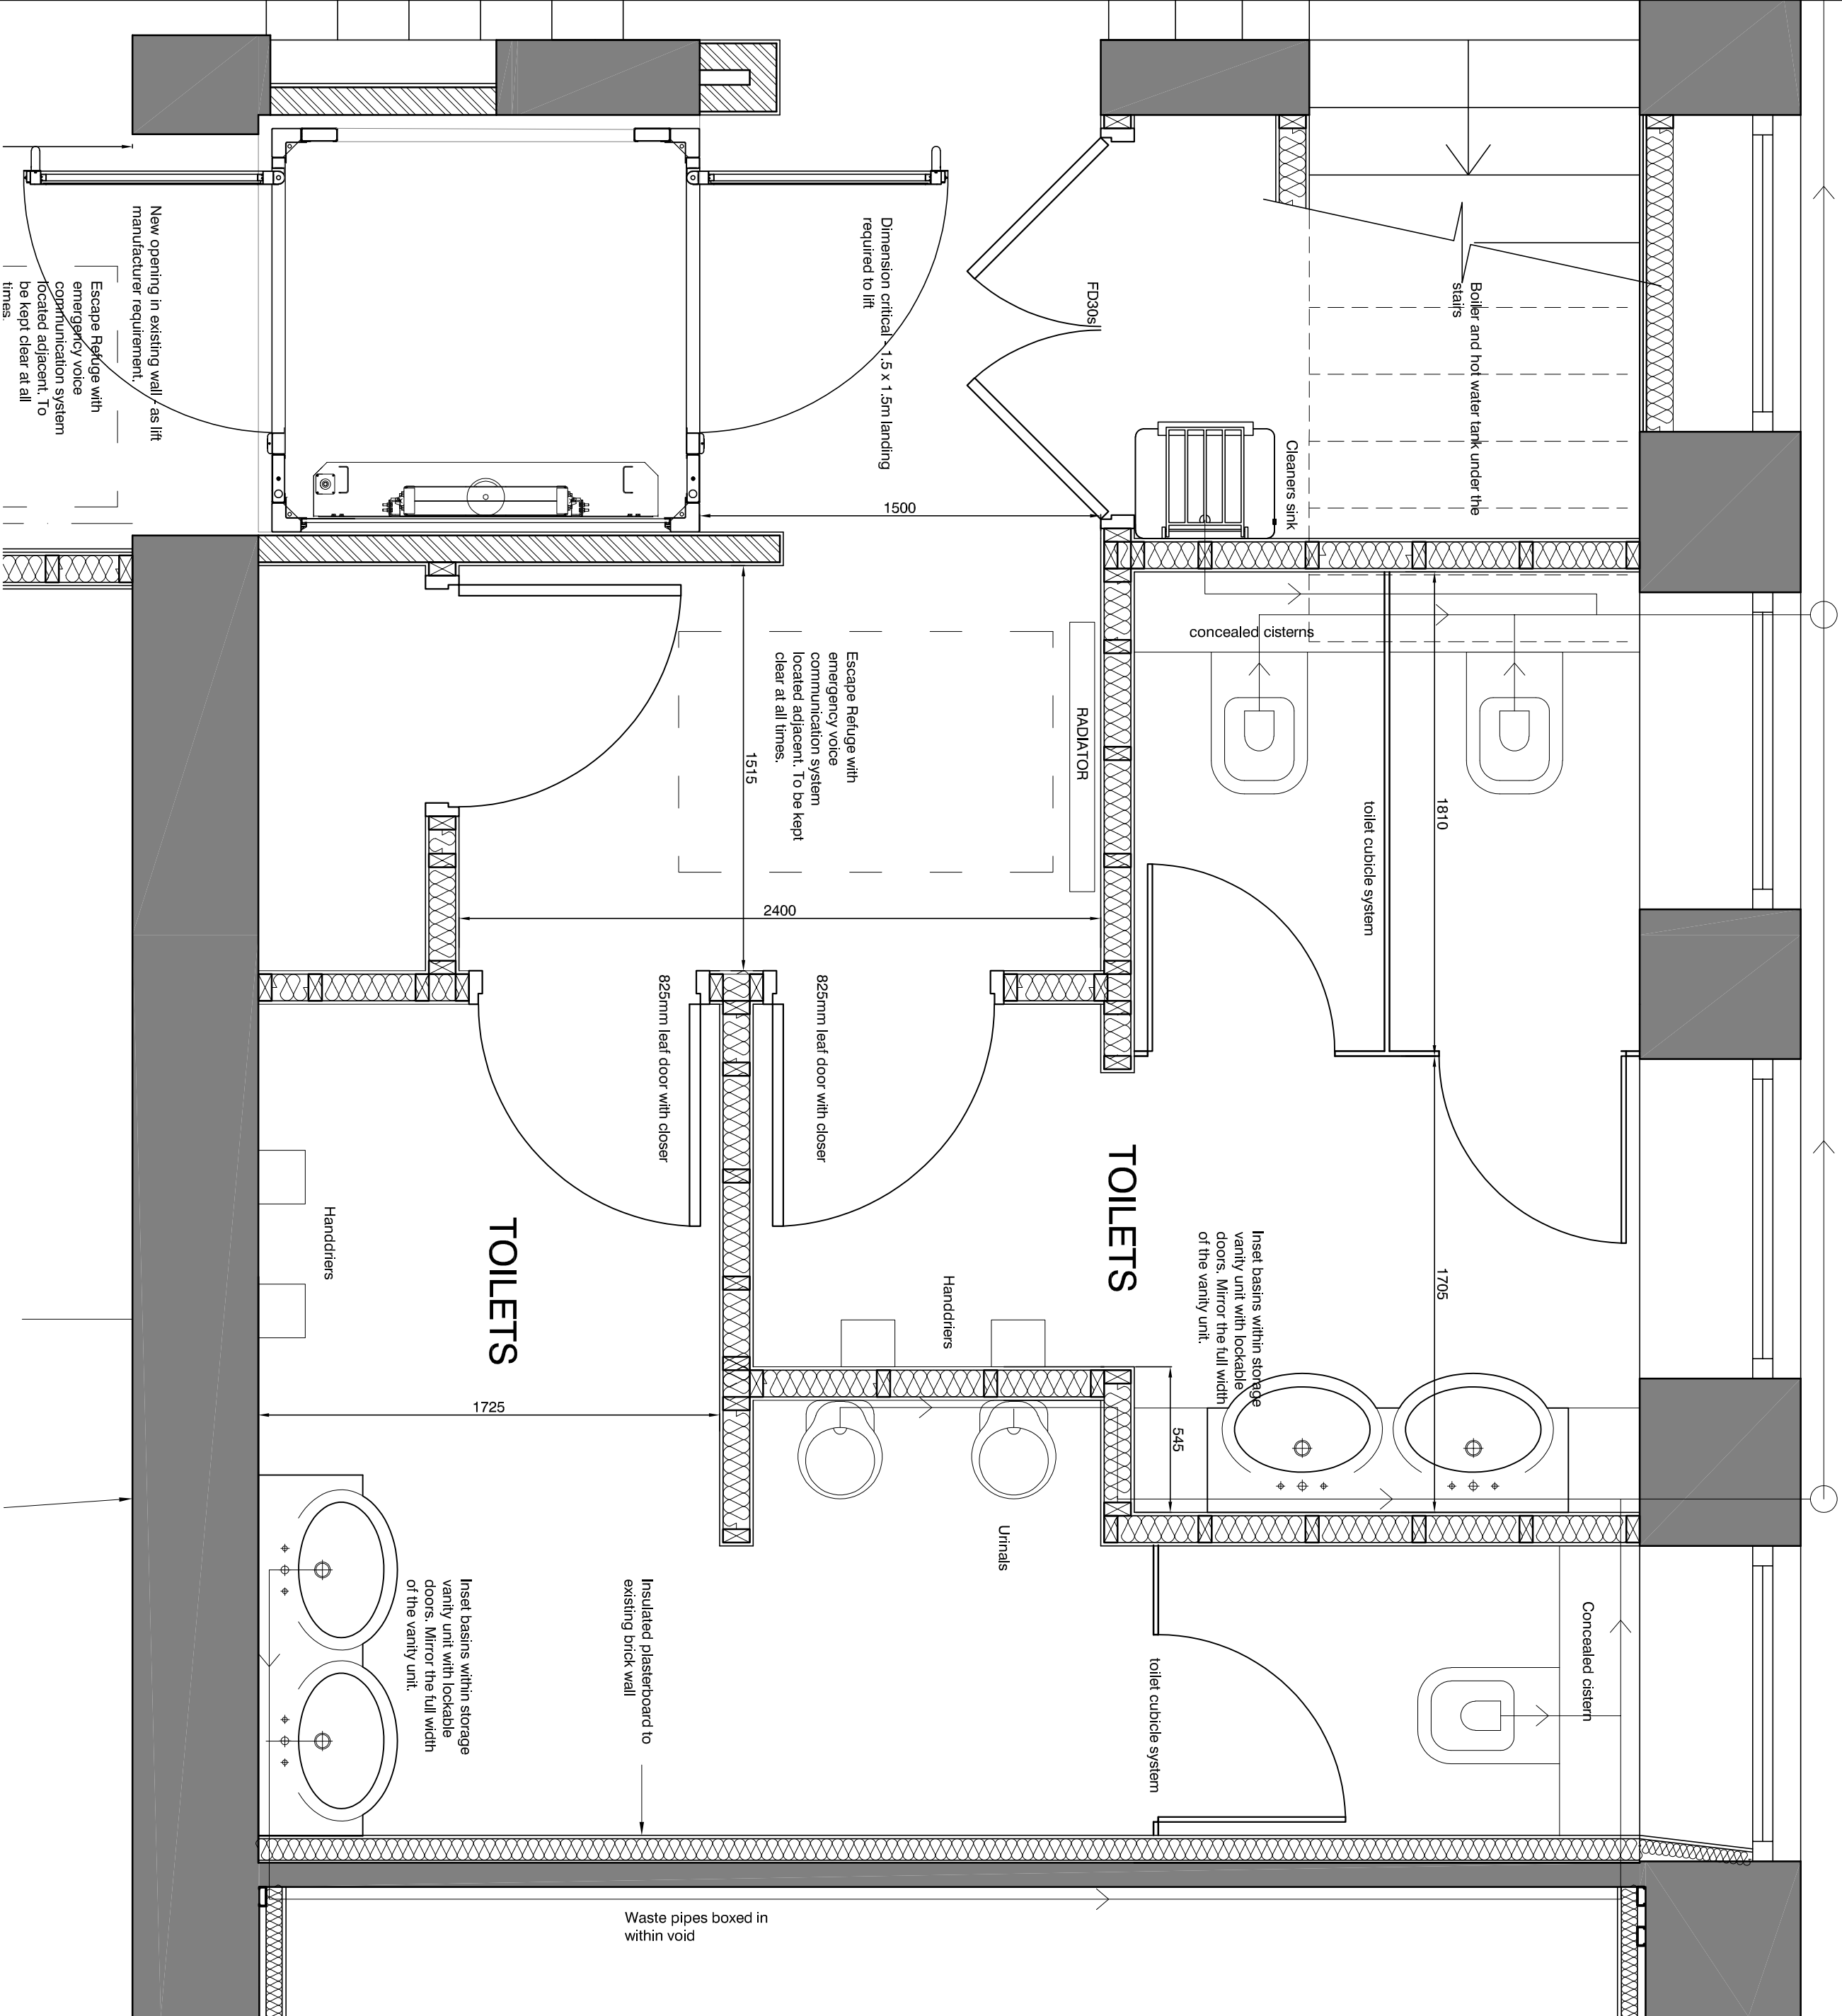 New opening in existing wall - as lift
manufacturer requirement.
Escape Refuge with
emergency voice
communication system
located adjacent. To
be kept clear at all
times.
Dimension critical - 1.5 x 1.5m landing
required to lift
FD30s
Boiler and hot water tank under the
stairs
Cleaners sink
1500
concealed cisterns
Escape Refuge with
emergency voice
communication system
located adjacent. To be kept
clear at all times.
RADIATOR
1515
1810
toilet cubicle system
2400
825mm leaf door with closer
825mm leaf door with closer
TOILETS
TOILETS
Handdriers
Handdriers
Inset basins within storage
vanity unit with lockable
doors. Mirror the full width
of the vanity unit.
1705
1725
545
Urinals
Inset basins within storage
vanity unit with lockable
doors. Mirror the full width
of the vanity unit.
Insulated plasterboard to
existing brick wall
toilet cubicle system
Concealed cistern
Waste pipes boxed in
within void